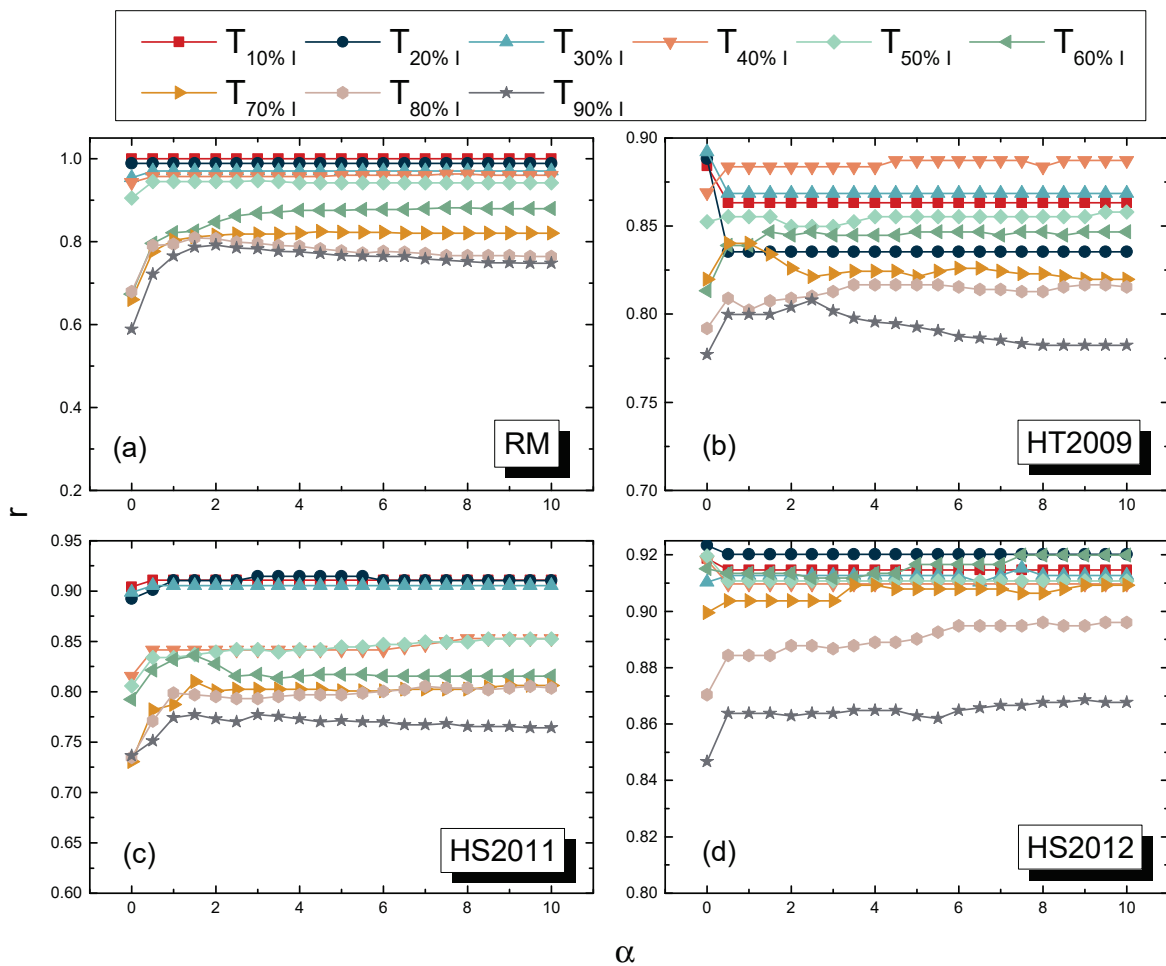 T10% I T20% I T30% I T40% I T50% I T60% I
T70% I T80% I T90% I
1.0
0.8
0.6
0.4
0.2
0 2 4 6 8 10
(a)
RM
0.90
0.85
0.80
0.75
0.70
0 2 4 6 8 10
(b)
HT2009
r
0.95
0.90
0.85
0.80
0.75
0.70
0.65
0.60
0 2 4 6 8 10
(c)
HS2011
0.92
0.90
0.88
0.86
0.84
0.82
0.80
0 2 4 6 8 10
(d)
HS2012
α